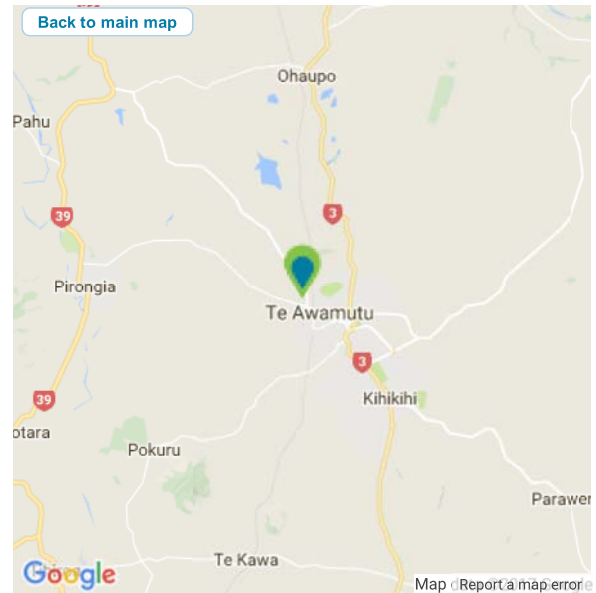 Back to main map
Ohaupo
Pahu
39
3
Pirongia
Te Awamutu
3
39
Kihikihi
otara
Pokuru
Parawer
Te Kawa
Google
Map
Report a map error